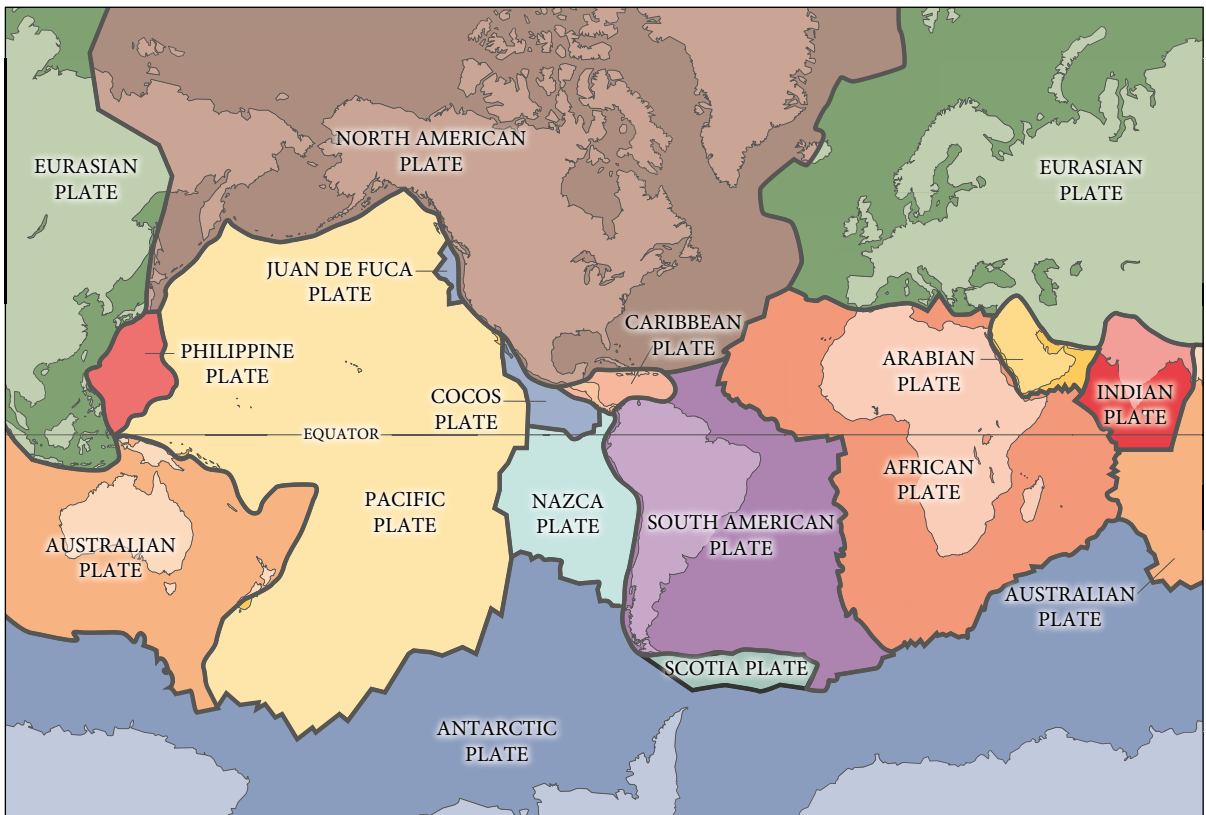 NORTH AMERICAN
PLATE
EURASIAN
PLATE
EURASIAN
PLATE
JUAN DE FUCA
PLATE
CARIBBEAN
PLATE
PHILIPPINE
PLATE
ARABIAN
PLATE
COCOS
PLATE
INDIAN
PLATE
EQUATOR
AFRICAN
PLATE
PACIFIC
PLATE
NAZCA
PLATE
SOUTH AMERICAN
PLATE
AUSTRALIAN
PLATE
AUSTRALIAN
PLATE
SCOTIA PLATE
ANTARCTIC
PLATE